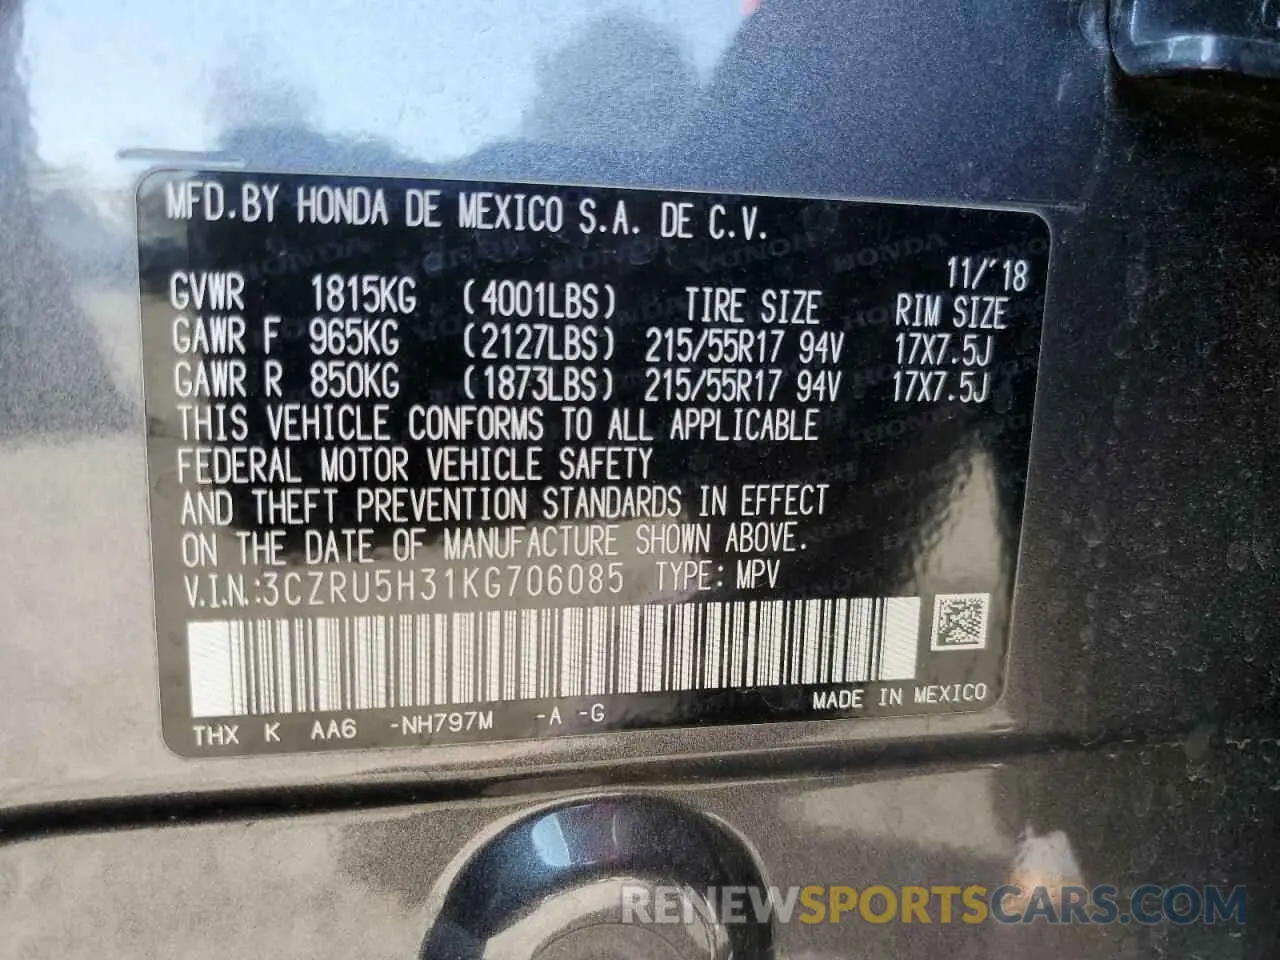 MFD.BY HONDA DE MEXICO S.A. DE C.V.
11/'18
GVWR 1815KG (4001LBS) TIRE SIZE RIM SIZE
GAWR F 965KG (2127LBS) 215/55R17 94V 17X7.5J
GAWR R 850KG (1873LBS) 215/55R17 94V 17X7.5J
THIS VEHICLE CONFORMS TO ALL APPLICABLE
FEDERAL MOTOR VEHICLE SAFETY
AND THEFT PREVENTION STANDARDS IN EFFECT
ON THE DATE OF MANUFACTURE SHOWN ABOVE.
V.I.N.:3CZRU5H31KG706085 TYPE: MPV
MADE IN MEXICO
THX K AA6 -NH797M -A -G
RENEWSPORTSCARS.COM